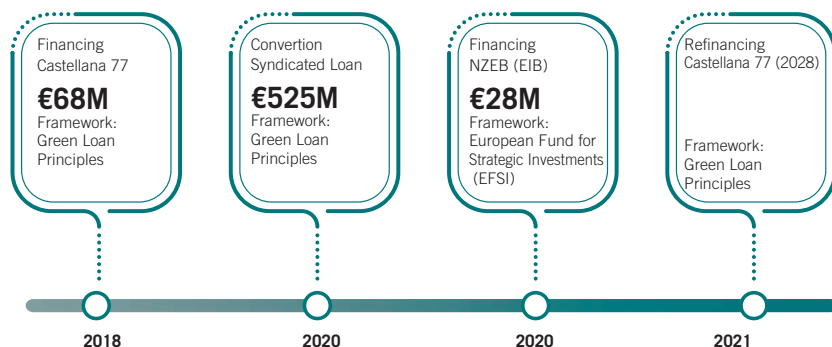 Financing
Castellana 77
€68M
Framework:
Green Loan
Principles
Convertion
Syndicated Loan
€525M
Framework:
Green Loan
Principles
Financing
NZEB (EIB)
€28M
Framework:
European Fund for
Strategic Investments
(EFSI)
Refinancing
Castellana 77 (2028)
Framework:
Green Loan
Principles
2018
2020
2020
2021